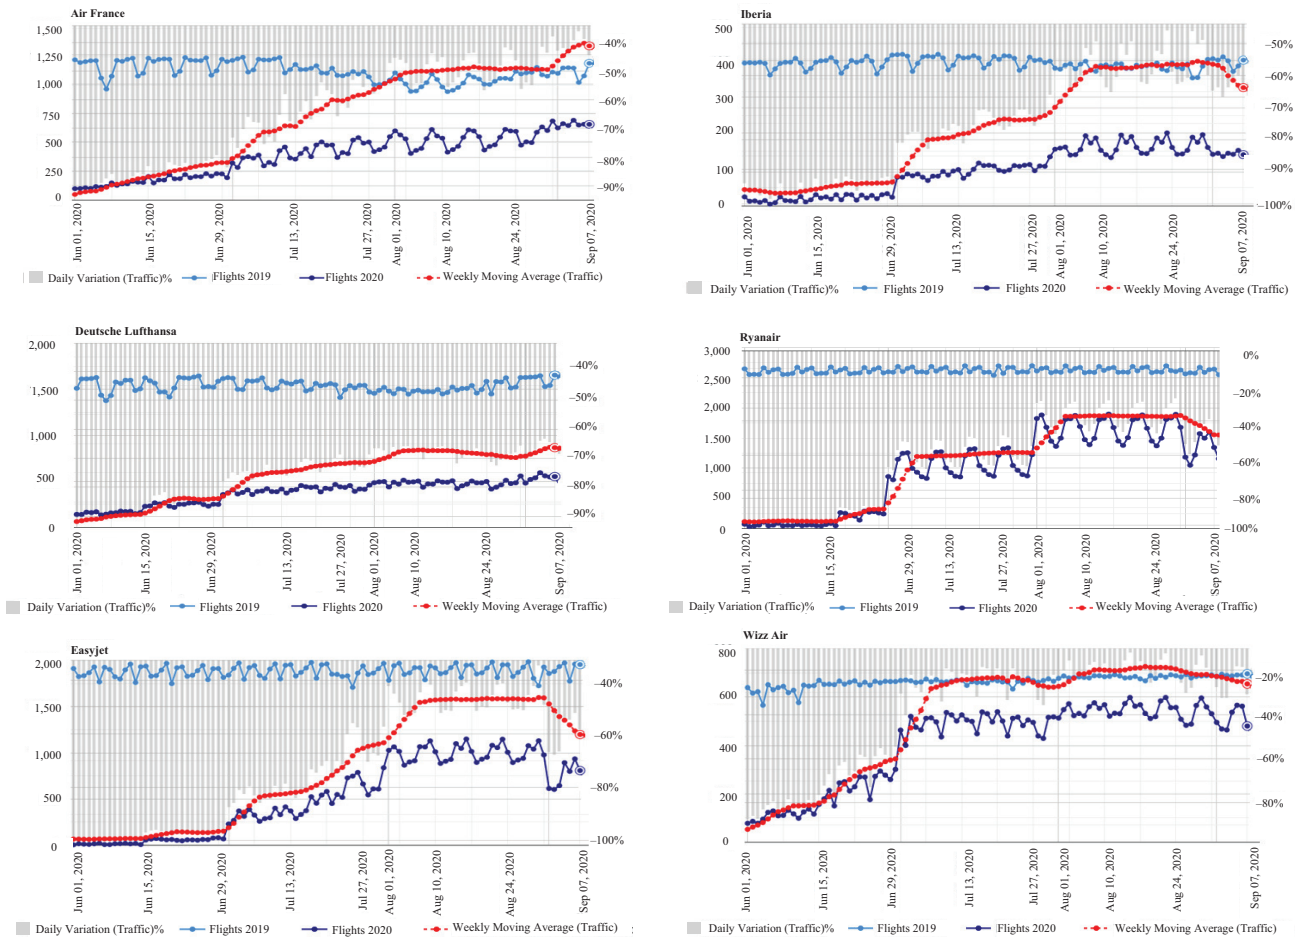 Air France
1,500
1,250
1,000
750
500
250
0
–40%
–50%
–60%
–70%
–80%
–90%
Jun 01, 2020
Jun 15, 2020
Jun 29, 2020
Jul 13, 2020
Jul 27, 2020
Aug 01, 2020
Aug 10, 2020
Aug 24, 2020
Sep 07, 2020
Daily Variation (Traffic)% Flights 2019 Flights 2020 Weekly Moving Average (Traffic)
Iberia
500
400
300
200
100
0
–50%
–60%
–70%
–80%
–90%
–100%
Jun 01, 2020
Jun 15, 2020
Jun 29, 2020
Jul 13, 2020
Jul 27, 2020
Aug 01, 2020
Aug 10, 2020
Aug 24, 2020
Sep 07, 2020
Daily Variation (Traffic)% Flights 2019 Flights 2020 Weekly Moving Average (Traffic)
Deutsche Lufthansa
2,000
1,500
1,000
500
0
–40%
–50%
–60%
–70%
–80%
–90%
Jun 01, 2020
Jun 15, 2020
Jun 29, 2020
Jul 13, 2020
Jul 27, 2020
Aug 01, 2020
Aug 10, 2020
Aug 24, 2020
Sep 07, 2020
Daily Variation (Traffic)% Flights 2019 Flights 2020 Weekly Moving Average (Traffic)
Ryanair
3,000
2,500
2,000
1,500
1,000
500
0
0%
–20%
–40%
–60%
–80%
–100%
Jun 01, 2020
Jun 15, 2020
Jun 29, 2020
Jul 13, 2020
Jul 27, 2020
Aug 01, 2020
Aug 10, 2020
Aug 24, 2020
Sep 07, 2020
Daily Variation (Traffic)% Flights 2019 Flights 2020 Weekly Moving Average (Traffic)
Easyjet
2,000
1,500
1,000
500
0
–40%
–60%
–80%
–100%
Jun 01, 2020
Jun 15, 2020
Jun 29, 2020
Jul 13, 2020
Jul 27, 2020
Aug 01, 2020
Aug 10, 2020
Aug 24, 2020
Sep 07, 2020
Daily Variation (Traffic)% Flights 2019 Flights 2020 Weekly Moving Average (Traffic)
Wizz Air
800
600
400
200
0
–20%
–40%
–60%
–80%
Jun 01, 2020
Jun 15, 2020
Jun 29, 2020
Jul 13, 2020
Jul 27, 2020
Aug 01, 2020
Aug 10, 2020
Aug 24, 2020
Sep 07, 2020
Daily Variation (Traffic)% Flights 2019 Flights 2020 Weekly Moving Average (Traffic)